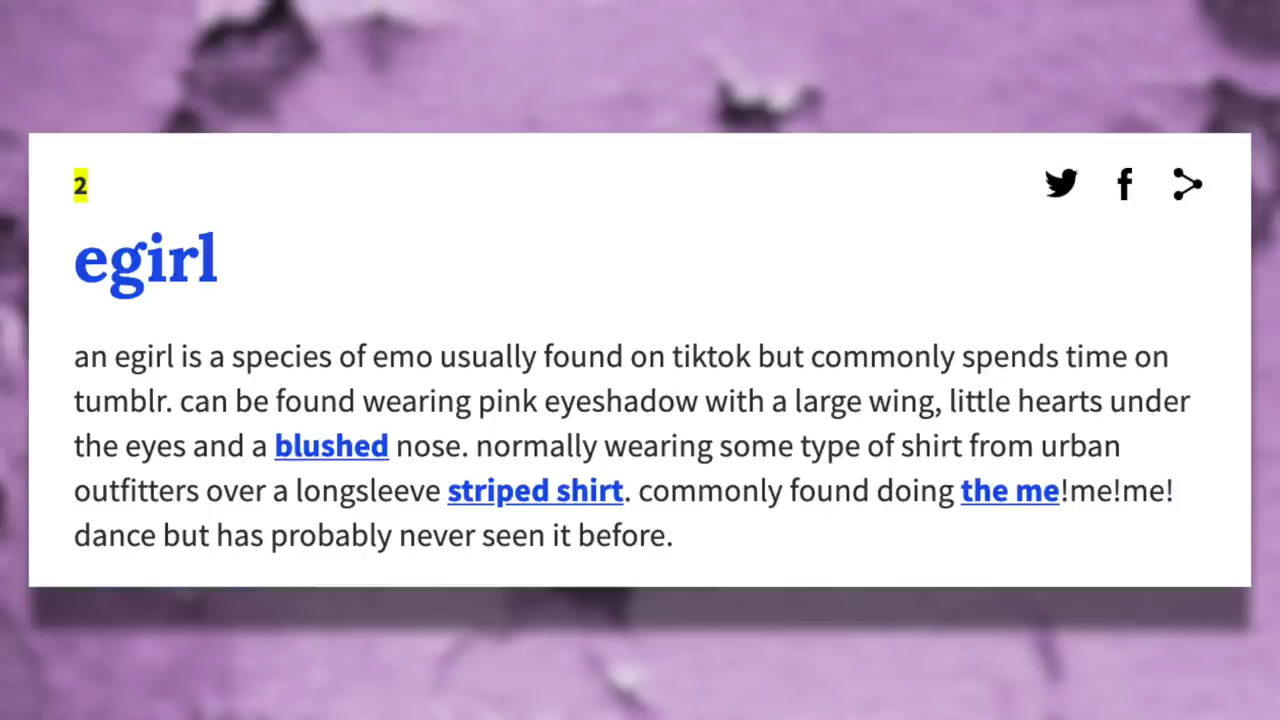 2
egirl
an egirl is a species of emo usually found on tiktok but commonly spends time on
tumblr. can be found wearing pink eyeshadow with a large wing, little hearts under
the eyes and a blushed nose. normally wearing some type of shirt from urban
outfitters over a longsleeve striped shirt. commonly found doing the me!me!me!
dance but has probably never seen it before.